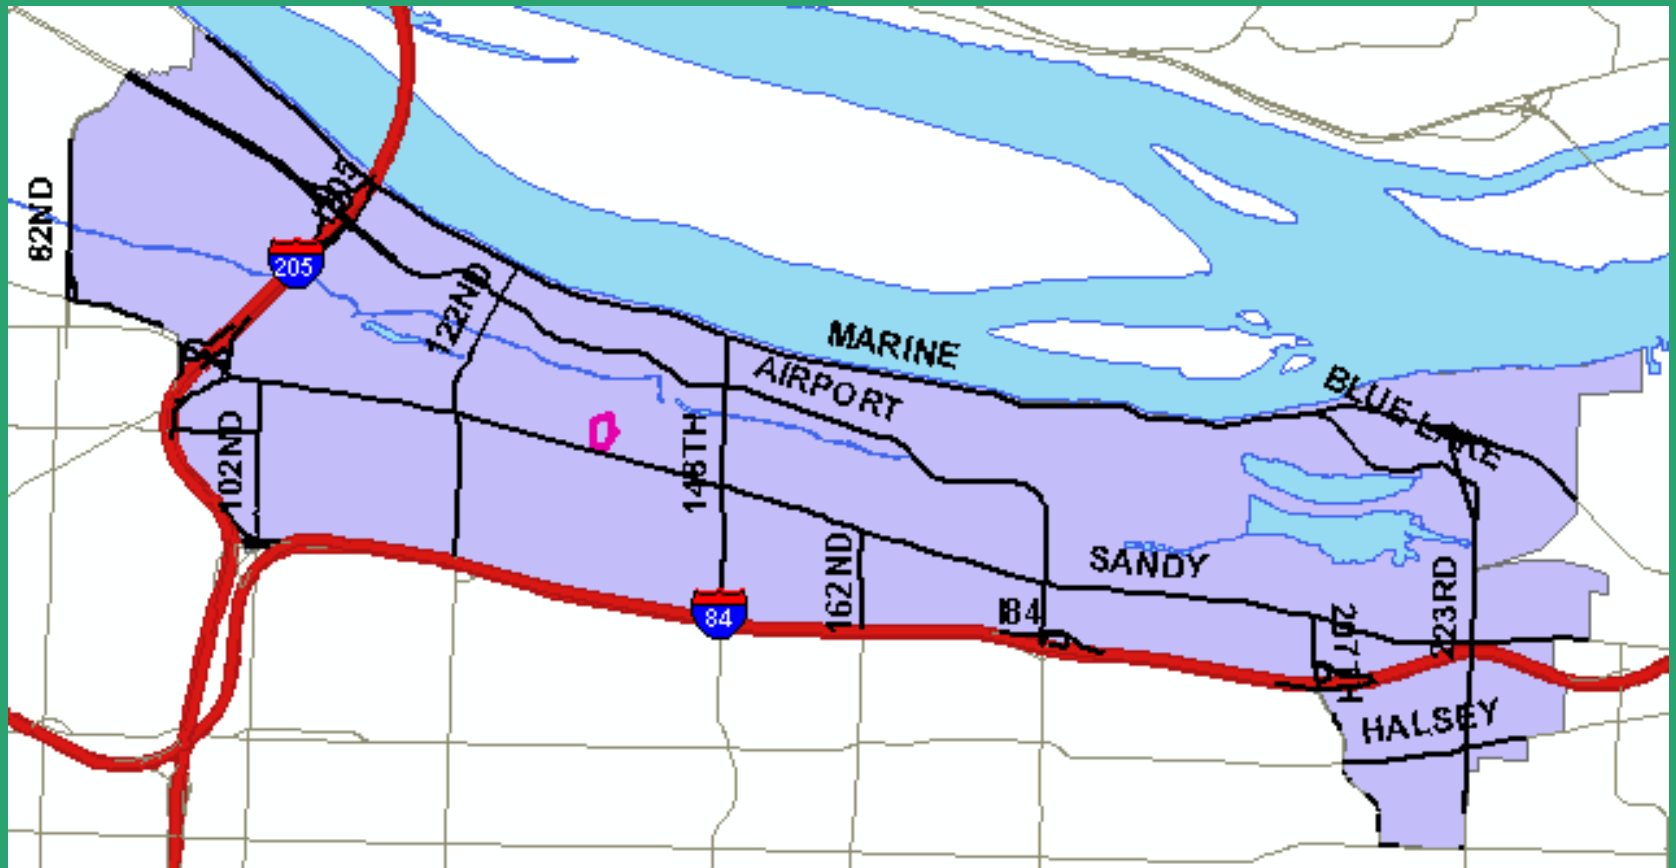 82ND
205
205
122ND
MARINE
AIRPORT
BLUE LAKE
102ND
148TH
162ND
SANDY
I84
84
207TH
223RD
HALSEY